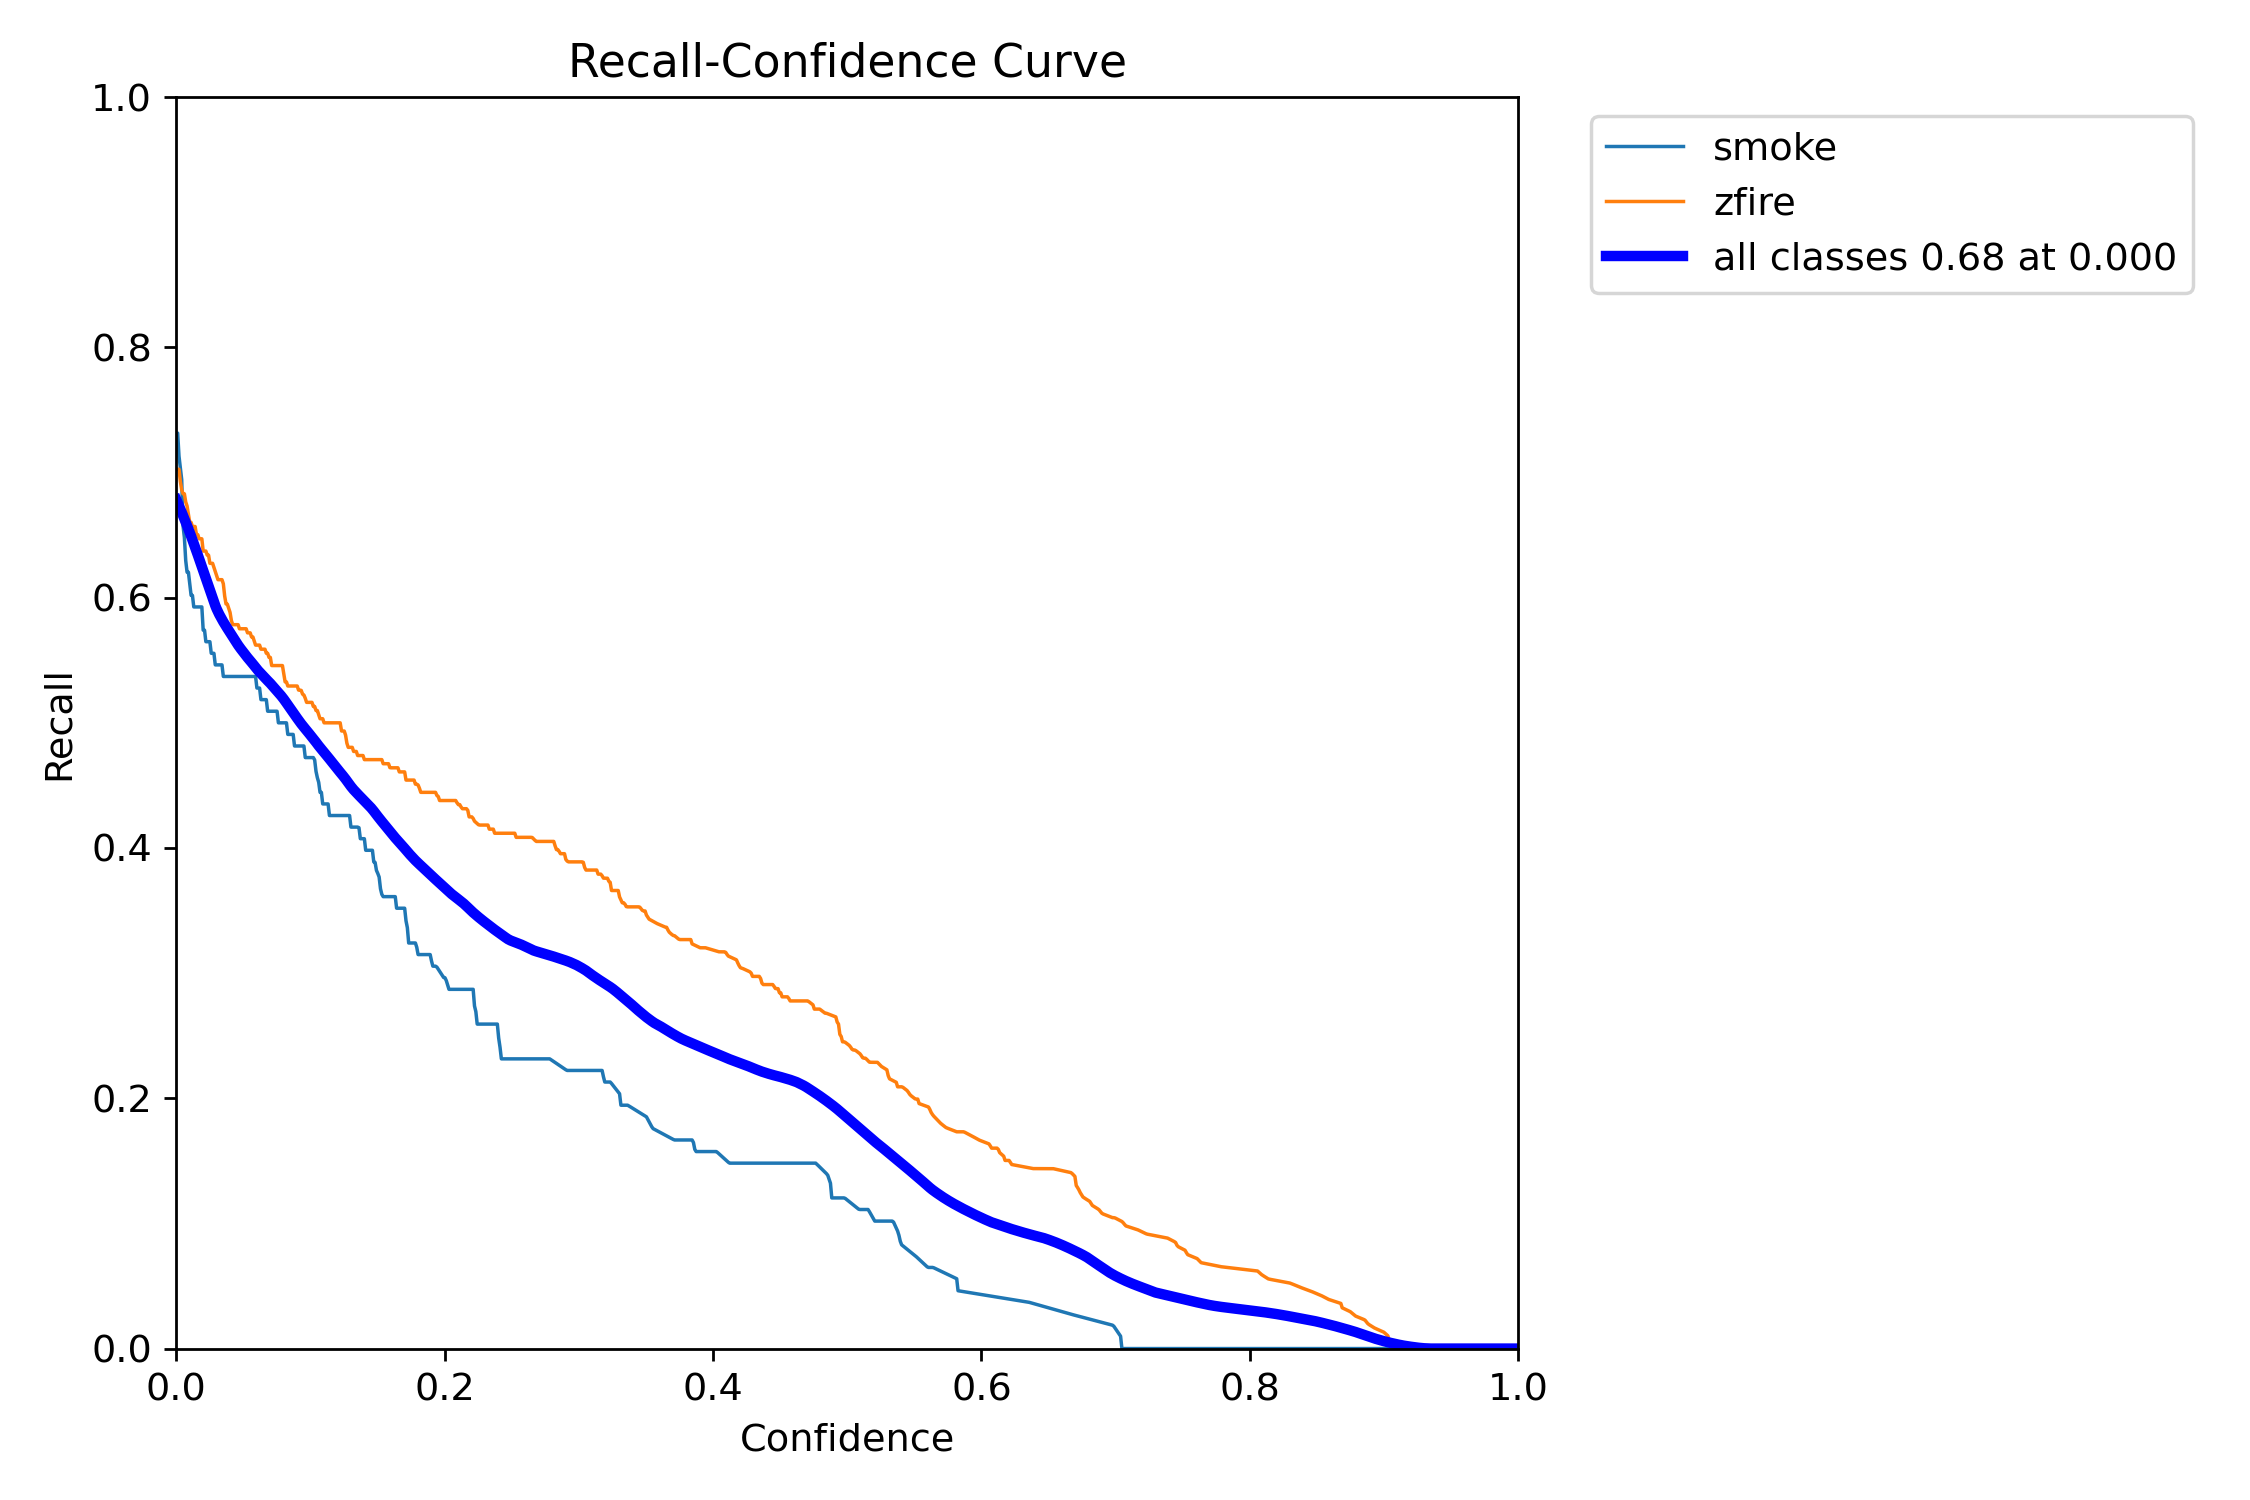 Recall-Confidence Curve
1.0
0.8
0.6
0.4
0.2
0.0
Recall
0.0 0.2 0.4 0.6 0.8 1.0
Confidence
smoke
zfire
all classes 0.68 at 0.000